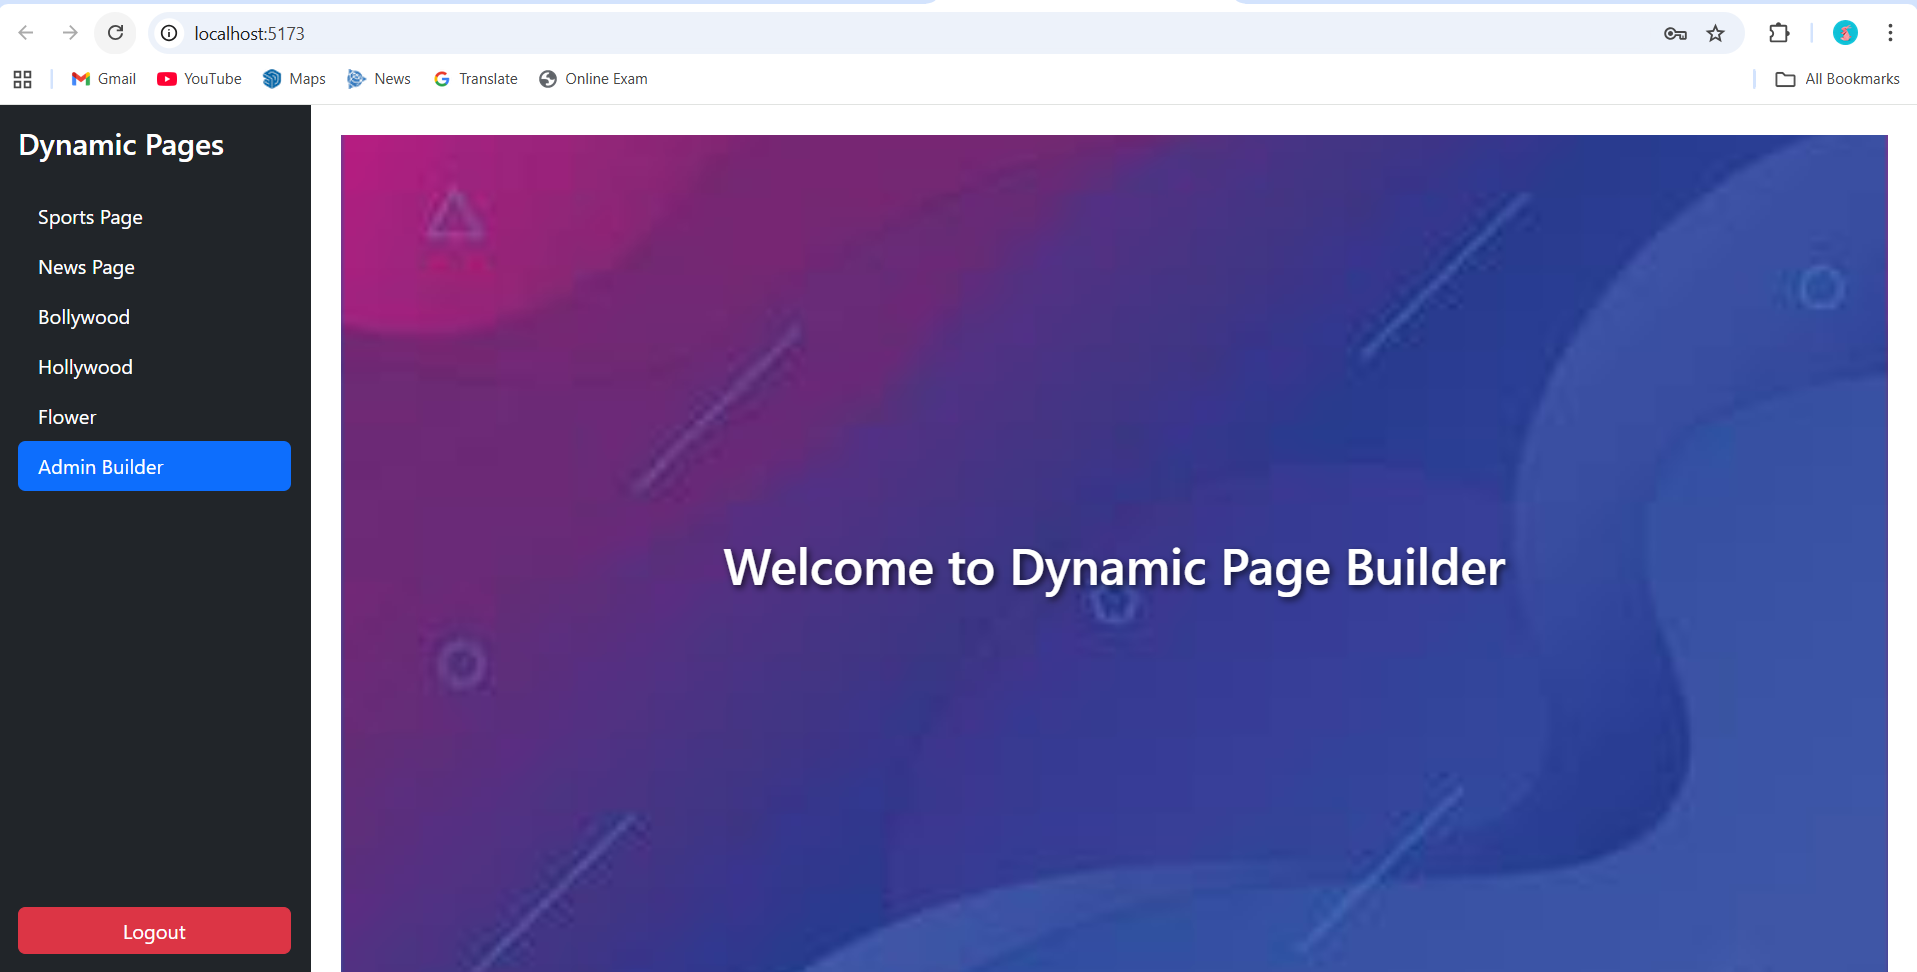 localhost:5173
Gmail YouTube Maps News Translate Online Exam All Bookmarks
Dynamic Pages
Sports Page
News Page
Bollywood
Hollywood
Flower
Admin Builder
Logout
Welcome to Dynamic Page Builder